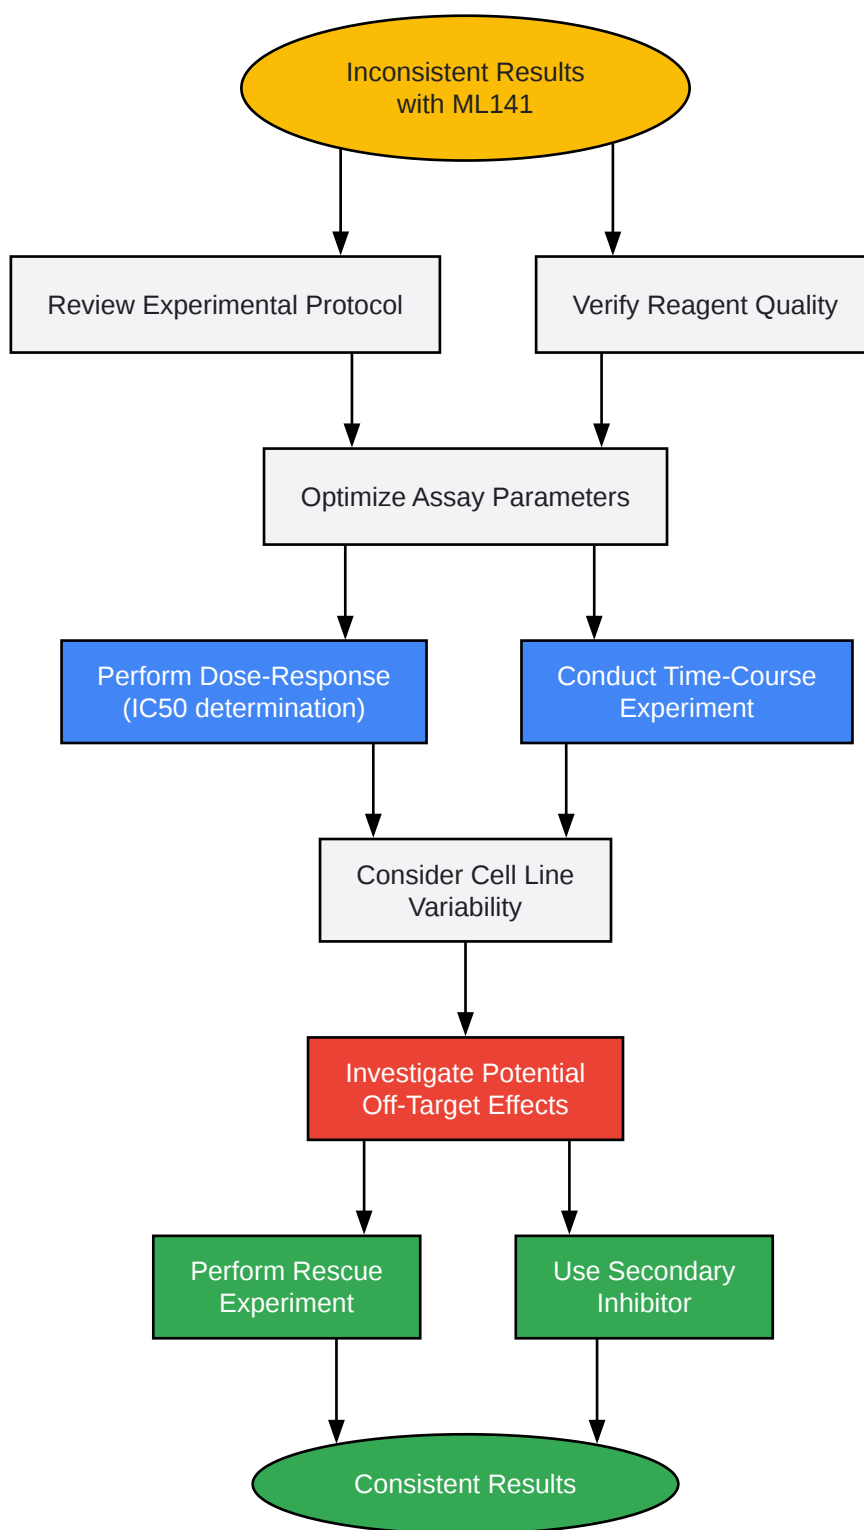 Inconsistent Results
with ML141
Review Experimental Protocol
Verify Reagent Quality
Optimize Assay Parameters
Perform Dose-Response
(IC50 determination)
Conduct Time-Course
Experiment
Consider Cell Line
Variability
Investigate Potential
Off-Target Effects
Perform Rescue
Experiment
Use Secondary
Inhibitor
Consistent Results